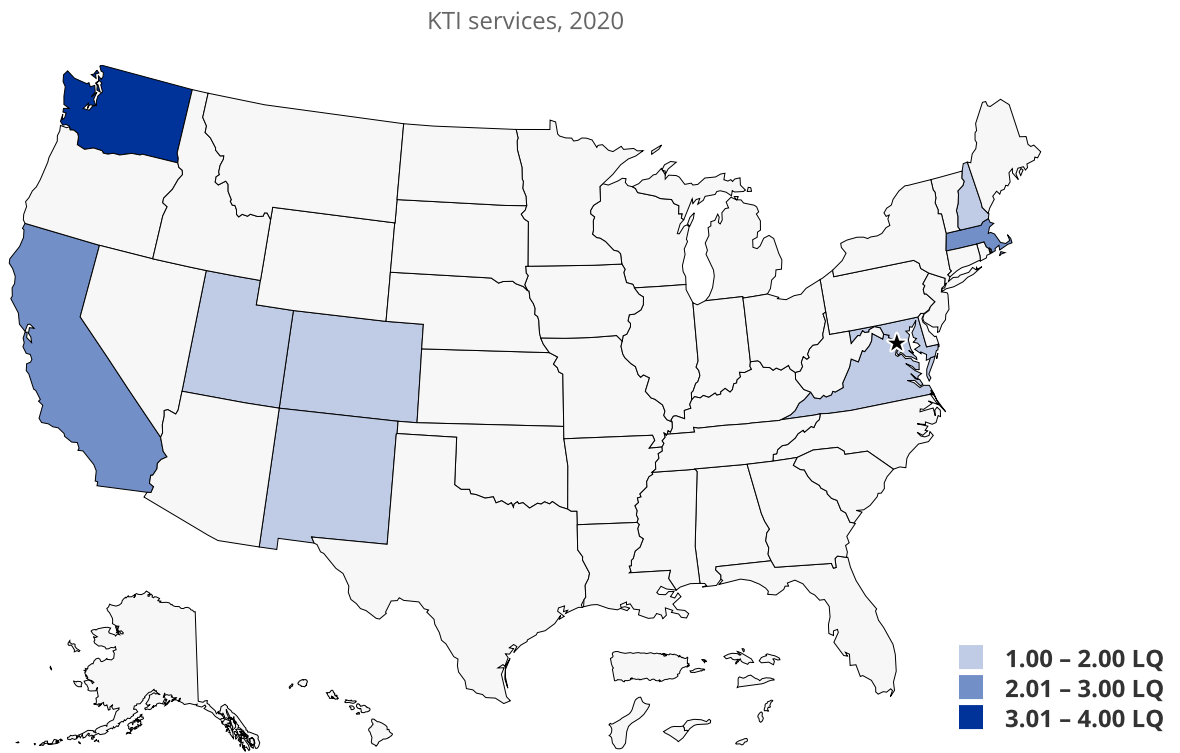 KTI services, 2020
1.00 – 2.00 LQ
2.01 – 3.00 LQ
3.01 – 4.00 LQ